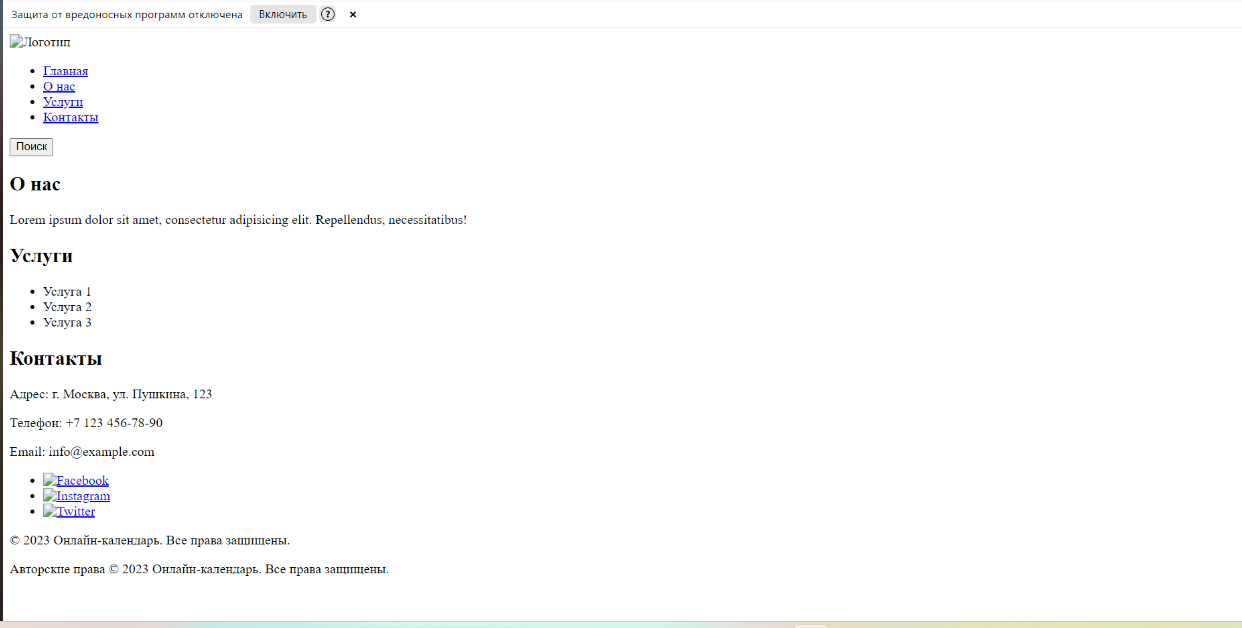 Защита от вредоносных программ отключена Включить ? ×
Логотип
Главная
О нас
Услуги
Контакты
Поиск
О нас
Lorem ipsum dolor sit amet, consectetur adipisicing elit. Repellendus, necessitatibus!
Услуги
Услуга 1
Услуга 2
Услуга 3
Контакты
Адрес: г. Москва, ул. Пушкина, 123
Телефон: +7 123 456-78-90
Email: info@example.com
Facebook
Instagram
Twitter
© 2023 Онлайн-календарь. Все права защищены.
Авторские права © 2023 Онлайн-календарь. Все права защищены.